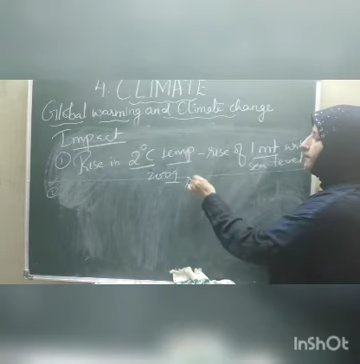 4. CLIMATE
Global warming and Climate change
Impact
① Rise in 2°C temp - rise of 1 mt
sea level
2009
②
InShOt